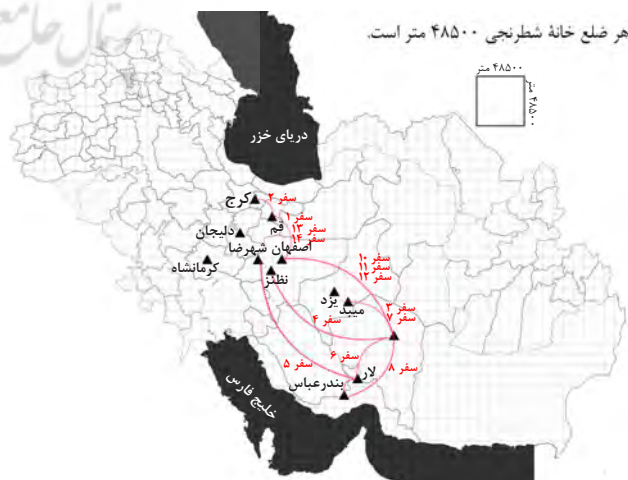 هر ضلع خانهٔ شطرنجی ۴۸۵۰۰ متر است.
۴۸۵۰۰ متر
۴۸۵۰۰ متر
دریای خزر
سفر ۲
کرج
سفر ۱
قم
سفر ۱۳
سفر ۱۴
دلیجان
اصفهان
شهرضا
کرمانشاه
نطنز
سفر ۱۰
سفر ۱۱
سفر ۱۲
یزد
میبد
سفر ۳
سفر ۷
سفر ۴
سفر ۶
سفر ۵
سفر ۸
لار
بندرعباس
خلیج فارس